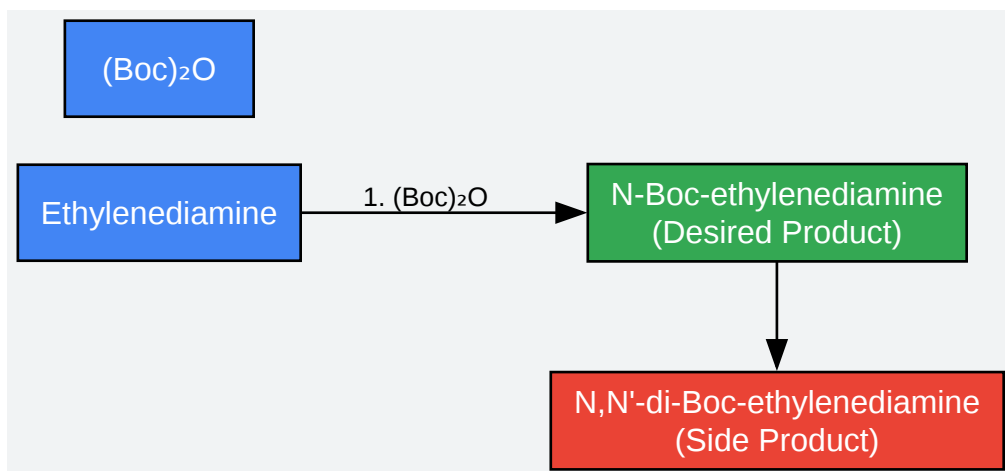 (Boc)₂O
Ethylenediamine
1. (Boc)₂O
N-Boc-ethylenediamine
(Desired Product)
N,N'-di-Boc-ethylenediamine
(Side Product)